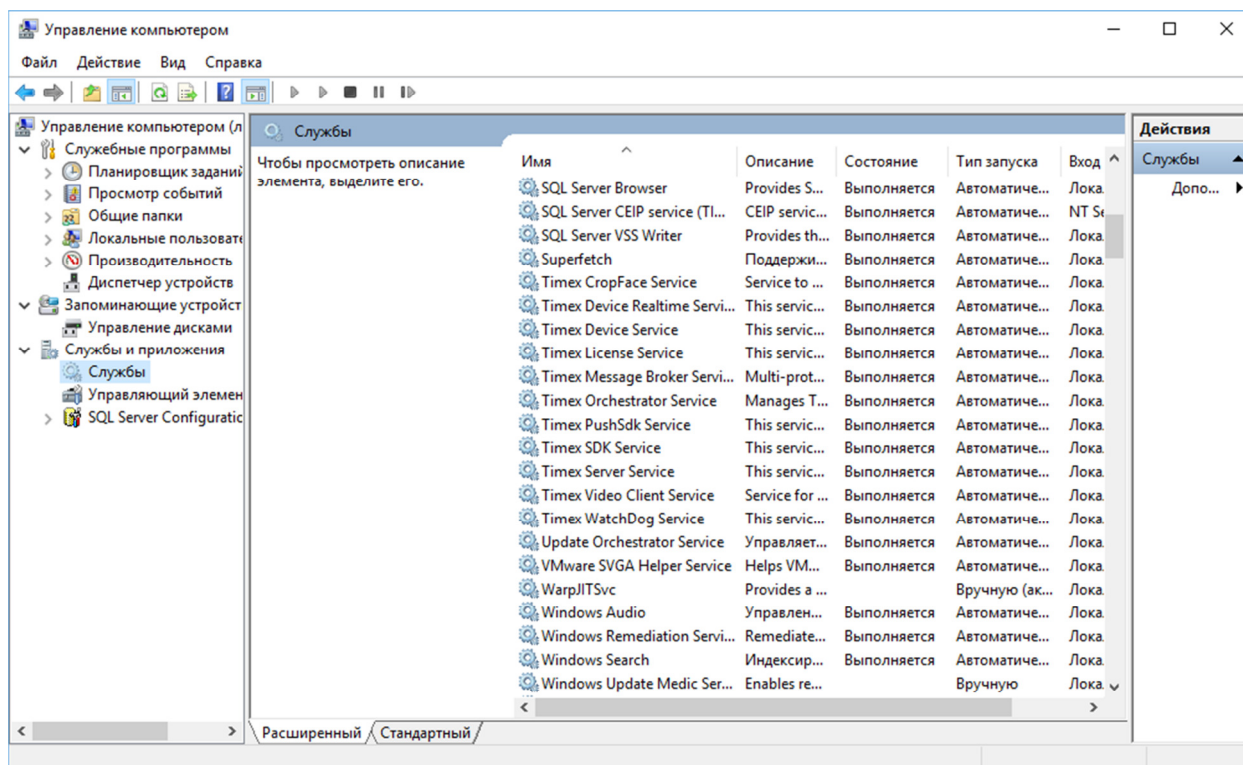 Управление компьютером
Файл Действие Вид Справка
Управление компьютером (л
Служебные программы
Планировщик заданий
Просмотр событий
Общие папки
Локальные пользовате
Производительность
Диспетчер устройств
Запоминающие устройст
Управление дисками
Службы и приложения
Службы
Управляющий элемен
SQL Server Configuratic
Службы
Чтобы просмотреть описание
элемента, выделите его.
Имя Описание Состояние Тип запуска Вход
SQL Server Browser Provides S... Выполняется Автоматиче... Лока.
SQL Server CEIP service (TI... CEIP servic... Выполняется Автоматиче... NT Se
SQL Server VSS Writer Provides th... Выполняется Автоматиче... Лока.
Superfetch Поддержи... Выполняется Автоматиче... Лока.
Timex CropFace Service Service to ... Выполняется Автоматиче... Лока.
Timex Device Realtime Servi... This servic... Выполняется Автоматиче... Лока.
Timex Device Service This servic... Выполняется Автоматиче... Лока.
Timex License Service This servic... Выполняется Автоматиче... Лока.
Timex Message Broker Servi... Multi-prot... Выполняется Автоматиче... Лока.
Timex Orchestrator Service Manages T... Выполняется Автоматиче... Лока.
Timex PushSdk Service This servic... Выполняется Автоматиче... Лока.
Timex SDK Service This servic... Выполняется Автоматиче... Лока.
Timex Server Service This servic... Выполняется Автоматиче... Лока.
Timex Video Client Service Service for ... Выполняется Автоматиче... Лока.
Timex WatchDog Service This servic... Выполняется Автоматиче... Лока.
Update Orchestrator Service Управляет... Выполняется Автоматиче... Лока.
VMware SVGA Helper Service Helps VM... Выполняется Автоматиче... Лока.
WarpJITSvc Provides a ... Вручную (ак... Лока.
Windows Audio Управлен... Выполняется Автоматиче... Лока.
Windows Remediation Servi... Remediate... Выполняется Автоматиче... Лока.
Windows Search Индексир... Выполняется Автоматиче... Лока.
Windows Update Medic Ser... Enables re... Вручную Лока.
Расширенный Стандартный
Действия
Службы
Допо...